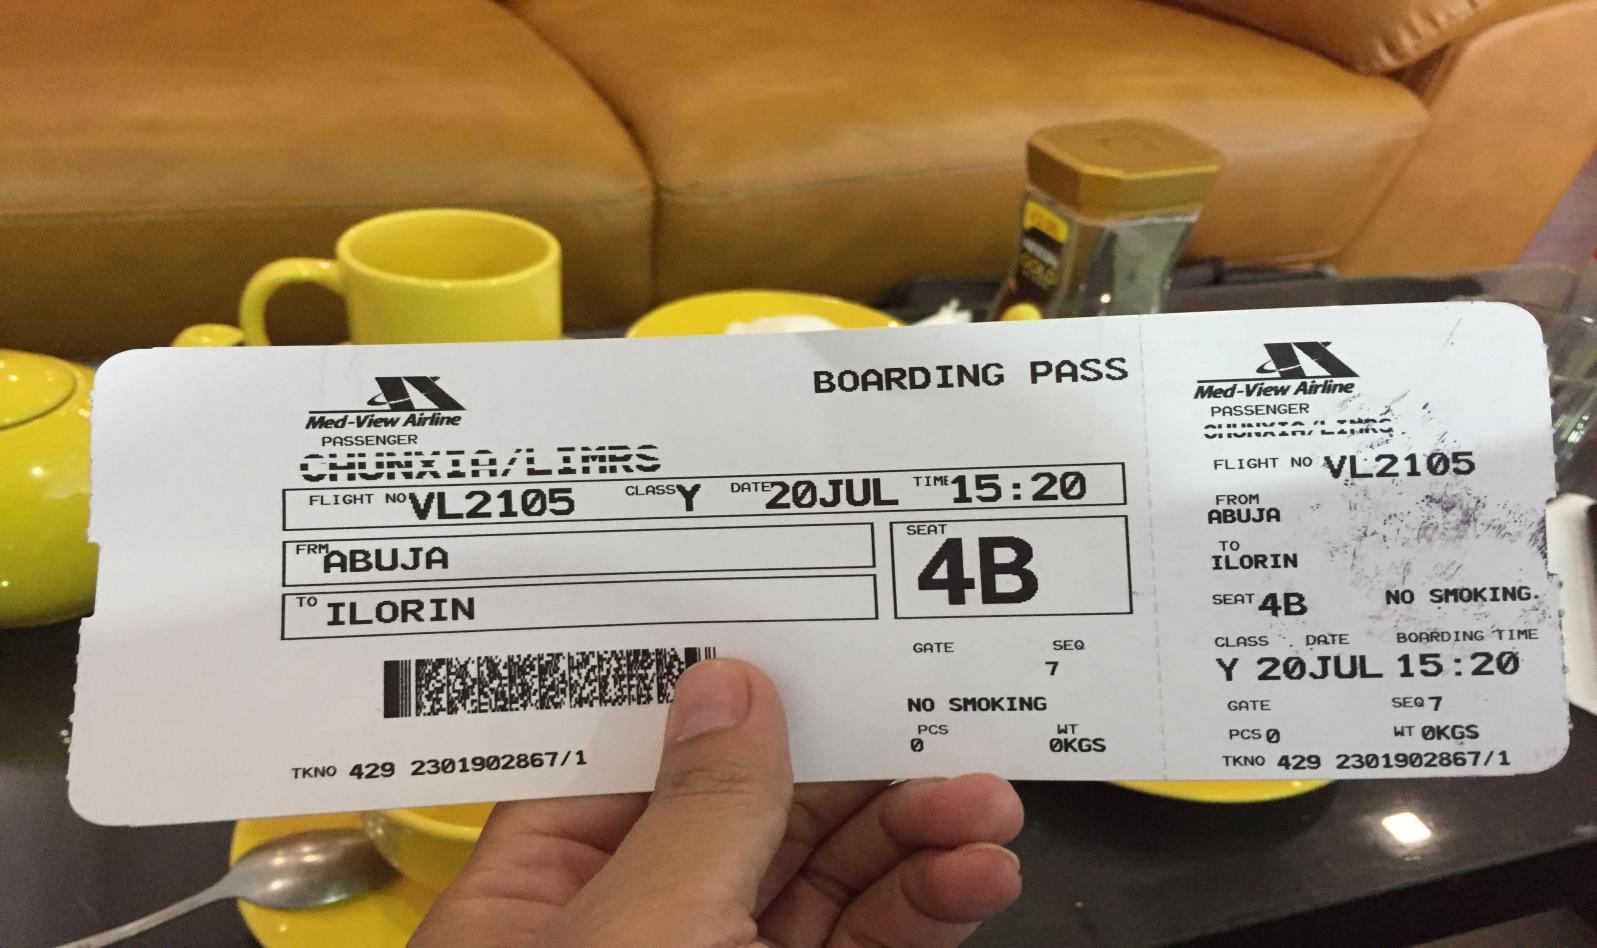 Med-View Airline
BOARDING PASS
PASSENGER
CHUNXIA/LIMRS
FLIGHT NO VL2105 CLASS Y DATE 20JUL TIME 15:20
FRM ABUJA
TO ILORIN
SEAT
4B
GATE SEQ
7
NO SMOKING
PCS WT
0 0KGS
TKNO 429 2301902867/1
Med-View Airline
PASSENGER
CHUNXIA/LIMRS
FLIGHT NO VL2105
FROM
ABUJA
TO
ILORIN
SEAT 4B NO SMOKING.
CLASS DATE BOARDING TIME
Y 20JUL 15:20
GATE SEQ 7
PCS 0 WT 0KGS
TKNO 429 2301902867/1
GOLD